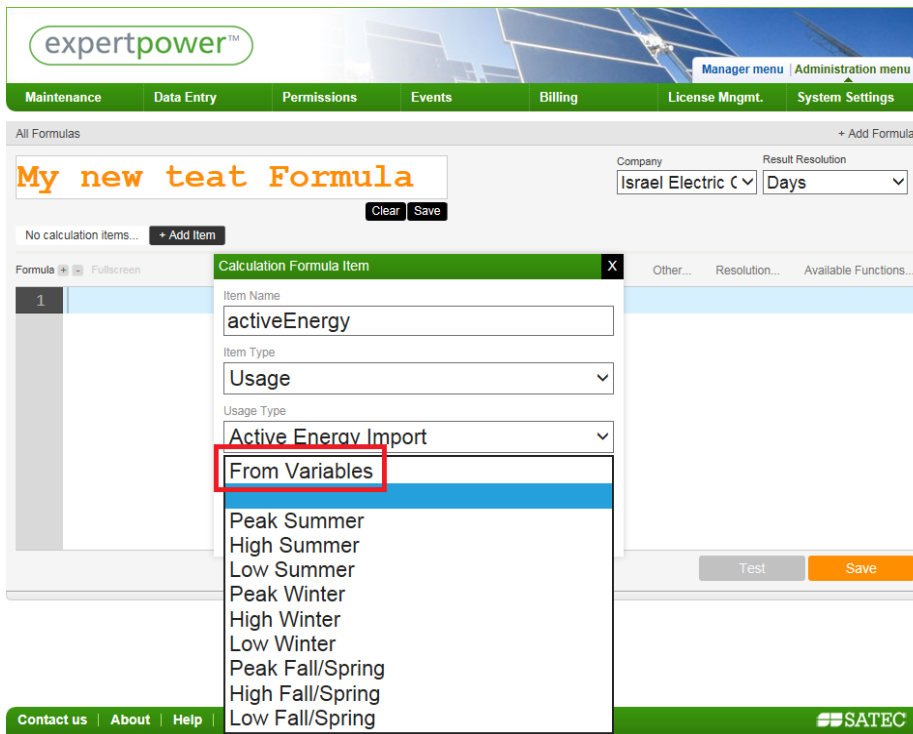 expertpower™
Manager menu | Administration menu
Maintenance Data Entry Permissions Events Billing License Mngmt. System Settings
All Formulas + Add Formula
Company Result Resolution
My new teat Formula
Israel Electric C Days
Clear Save
No calculation items... + Add Item
Formula + - Fullscreen Other... Resolution... Available Functions...
Calculation Formula Item X
1
Item Name
activeEnergy
Item Type
Usage
Usage Type
Active Energy Import
From Variables
Peak Summer
High Summer
Low Summer
Peak Winter
High Winter
Low Winter
Peak Fall/Spring
High Fall/Spring
Low Fall/Spring
Test Save
Contact us | About | Help | SATEC